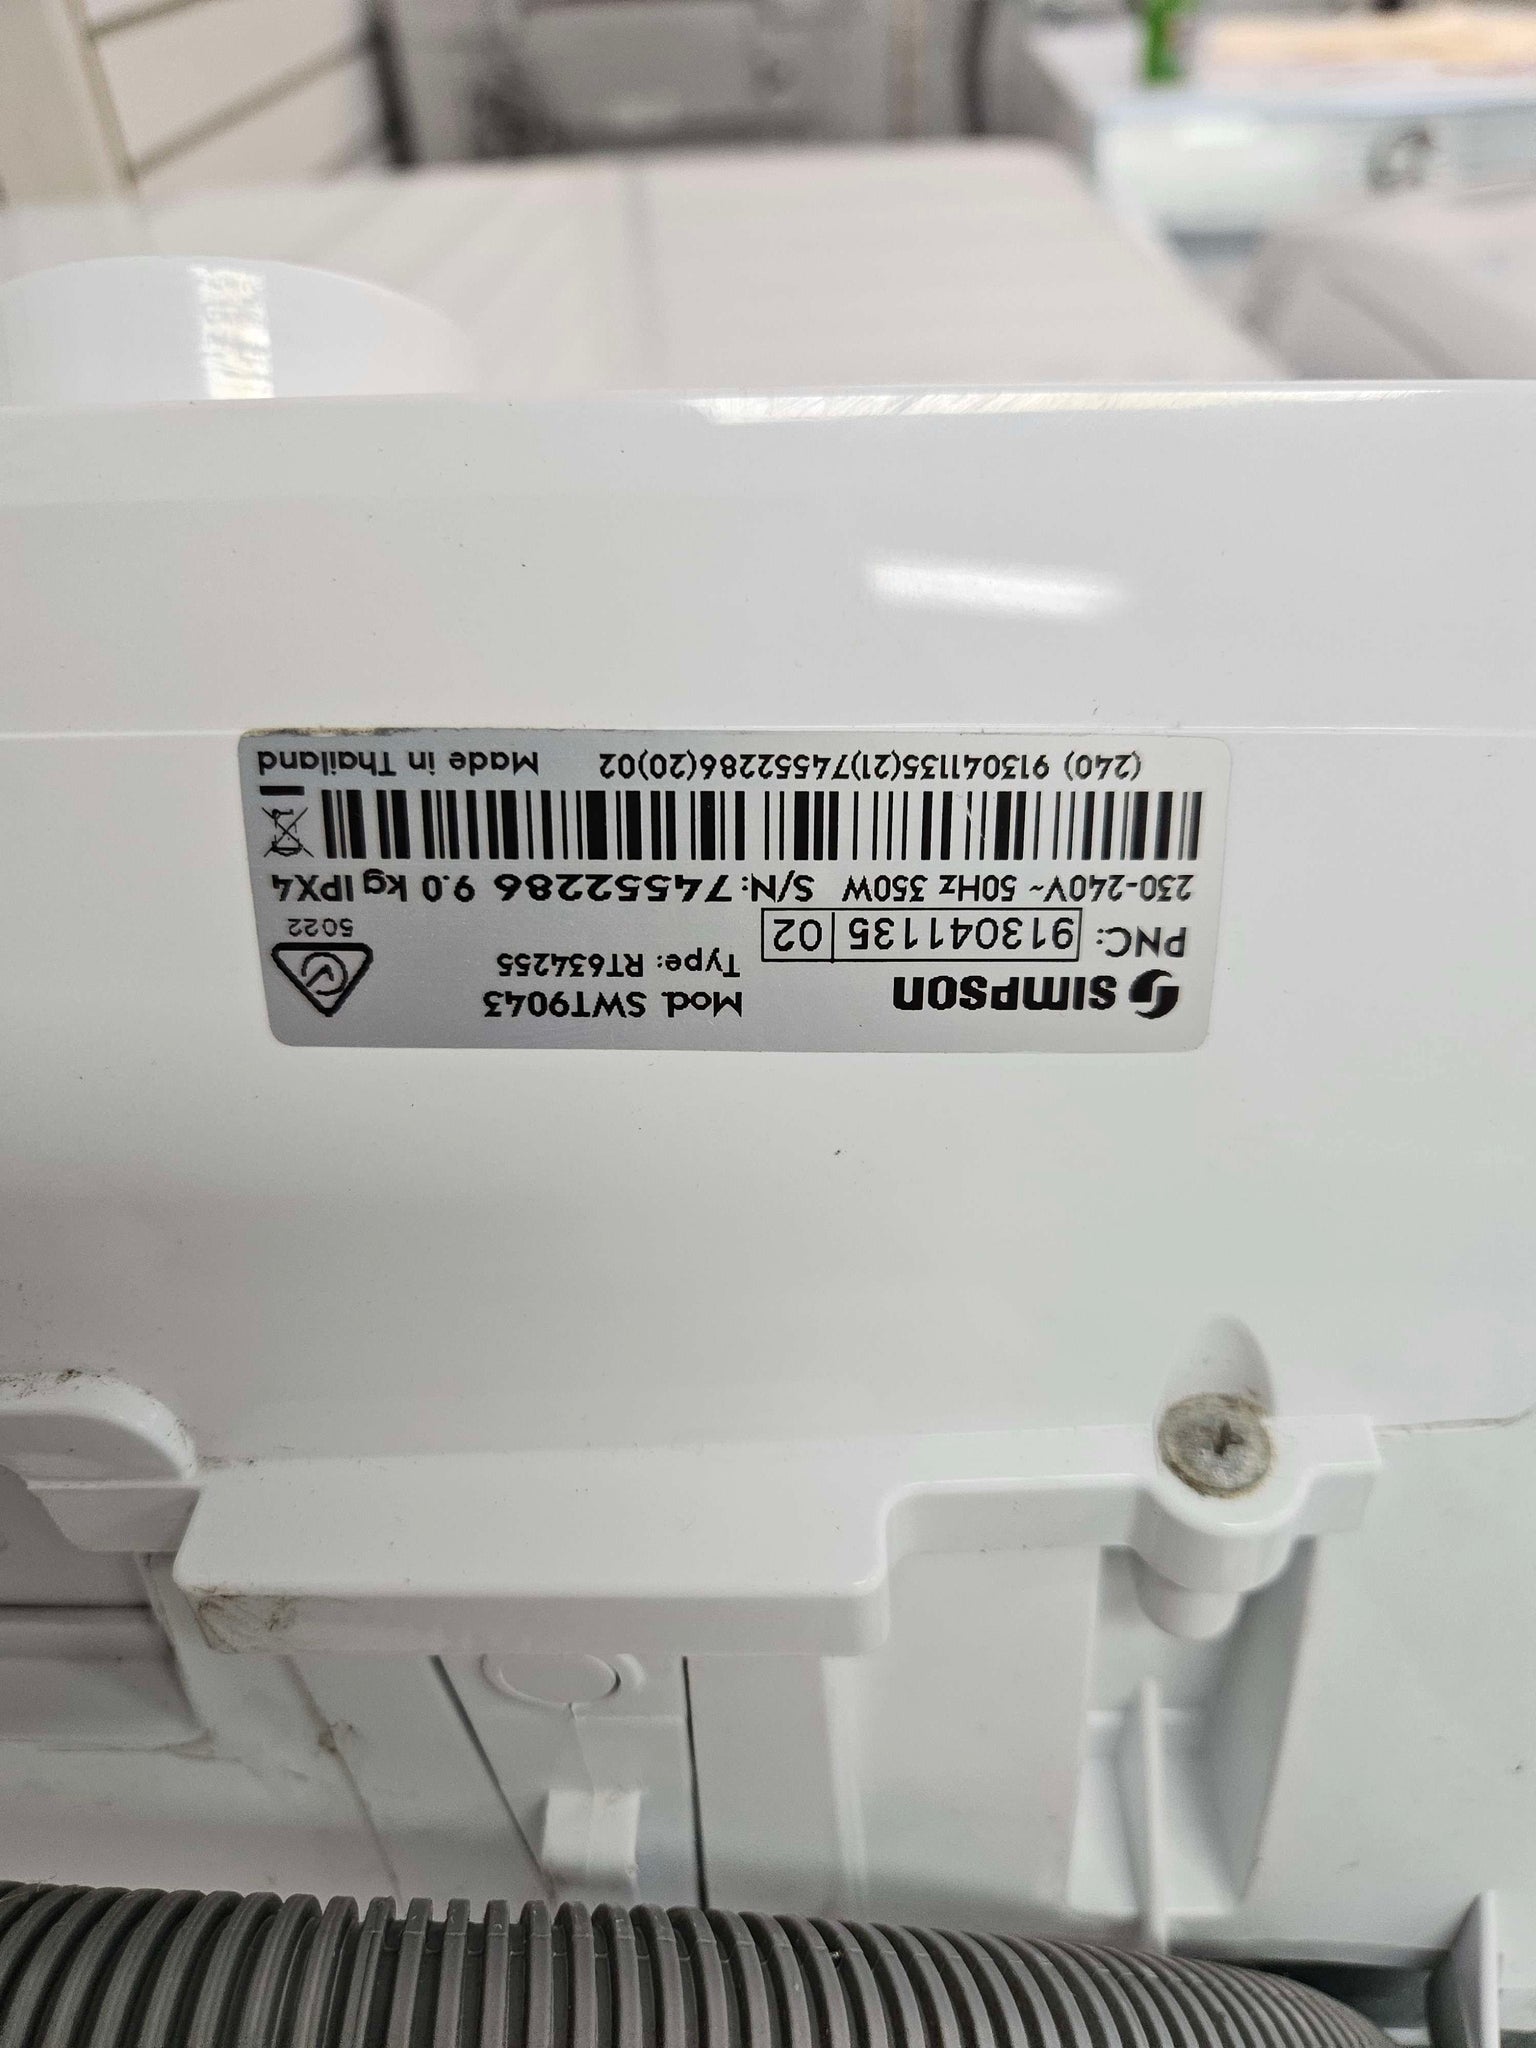 SIMPSON
Mod. SWT9043
Type: RT634255
PNC: 913041135 02
5022
230-240V~ 50Hz 350W S/N: 74552286 9.0 kg IPX4
(240) 913041135(21)74552286(20)02 Made in Thailand